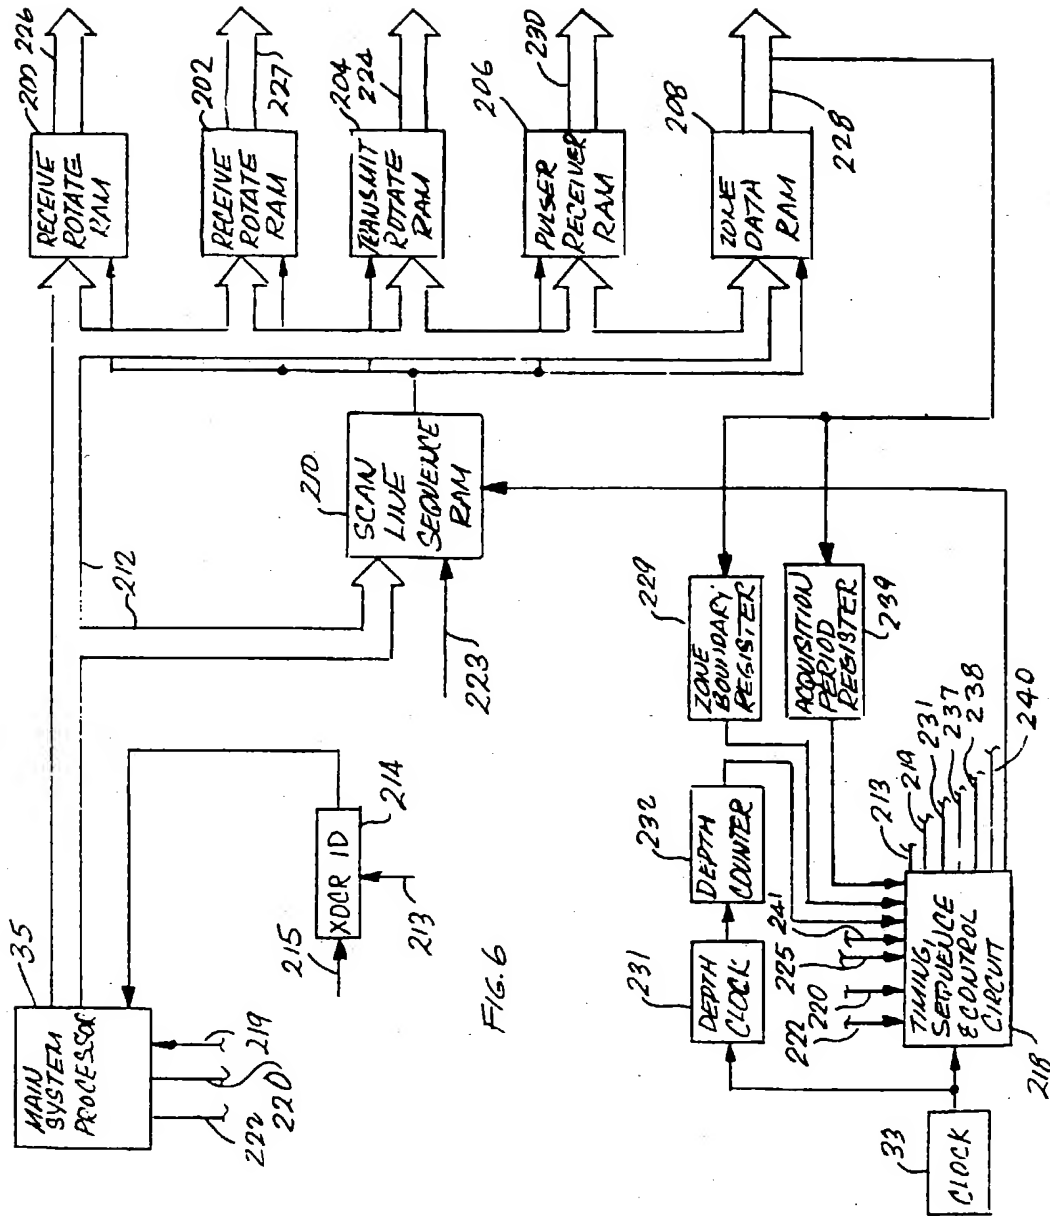 226
200
RECEIVE
ROTATE
RAM
202
227
RECEIVE
ROTATE
RAM
204
224
TRANSMIT
ROTATE
RAM
206
230
PULSER
RECEIVER
RAM
208
228
ZONE
DATA
RAM
210
SCAN
LINE
SEQUENCE
RAM
212
223
35
MAIN
SYSTEM
PROCESSOR
222
220
219
214
XDCR ID
215
213
FIG. 6
229
ZONE
BOUNDARY
REGISTER
ACQUISITION
PERIOD
REGISTER
239
232
DEPTH
COUNTER
231
DEPTH
CLOCK
213
219
231
237
238
240
222
220
225
241
TIMING,
SEQUENCE
& CONTROL
CIRCUIT
218
33
CLOCK